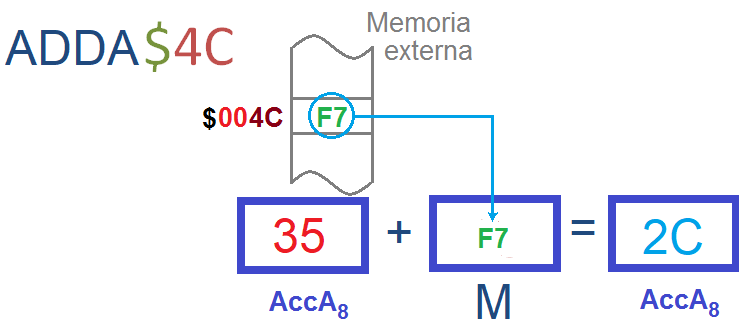 ADDA$4C
Memoria
externa
$004C
F7
35 + F7 = 2C
AccA8
M
AccA8